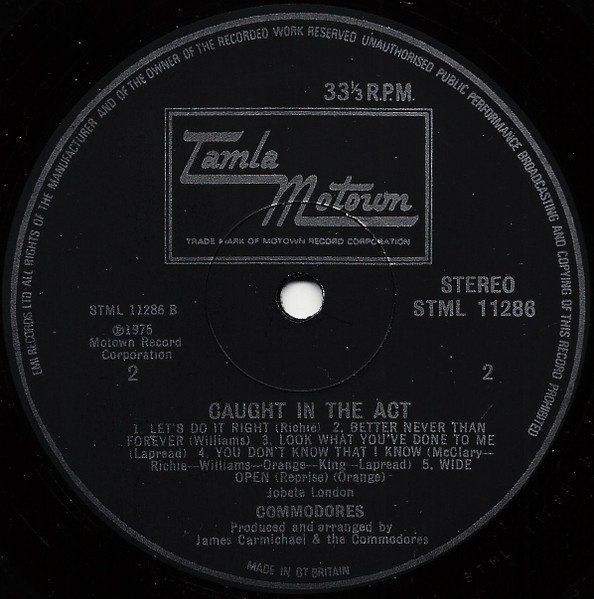 EMI RECORDS LTD ALL RIGHTS OF THE MANUFACTURER AND OF THE OWNER OF THE RECORDED WORK RESERVED UNAUTHORISED PUBLIC PERFORMANCE BROADCASTING AND COPYING OF THIS RECORD PROHIBITED
33⅓ R.P.M.
Tamla
Motown
TRADE MARK OF MOTOWN RECORD CORPORATION
STEREO
STML 11286
STML 11286 B
℗1975
Motown Record
Corporation
2
2
CAUGHT IN THE ACT
1. LET'S DO IT RIGHT (Richie) 2. BETTER NEVER THAN
FOREVER (Williams) 3. LOOK WHAT YOU'VE DONE TO ME
(Lapread) 4. YOU DON'T KNOW THAT I KNOW (McClary—
Richie—Williams—Orange—King—Lapread) 5. WIDE
OPEN (Reprise) (Orange)—
Jobete London
COMMODORES
Produced and arranged by
James Carmichael & the Commodores
MADE IN GT BRITAIN
STML